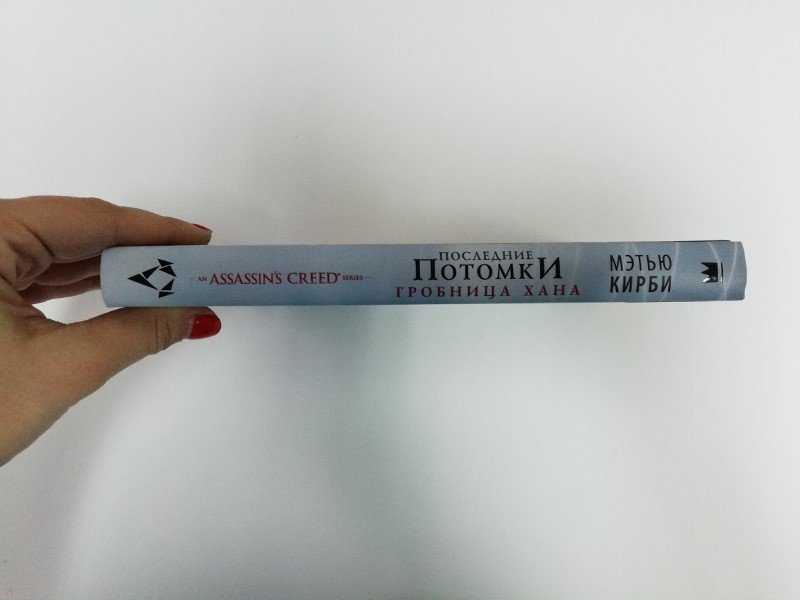 AN ASSASSIN'S CREED® SERIES
ПОСЛЕДНИЕ
ПОТОМКИ
ГРОБНИЦА ХАНА
МЭТЬЮ
КИРБИ